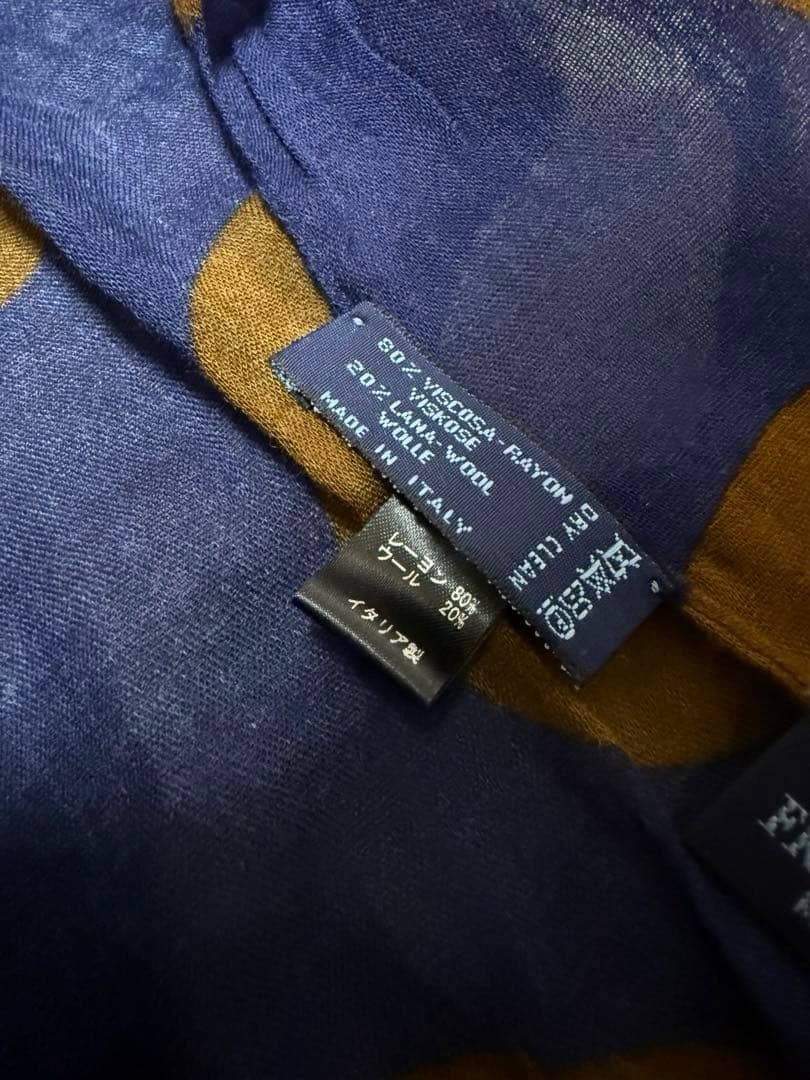 80% VISCOSA-RAYON
VISKOSE
20% LANA-WOOL
WOLLE
MADE IN ITALY
DRY CLEAN
レーヨン 80%
ウール 20%
イタリア製